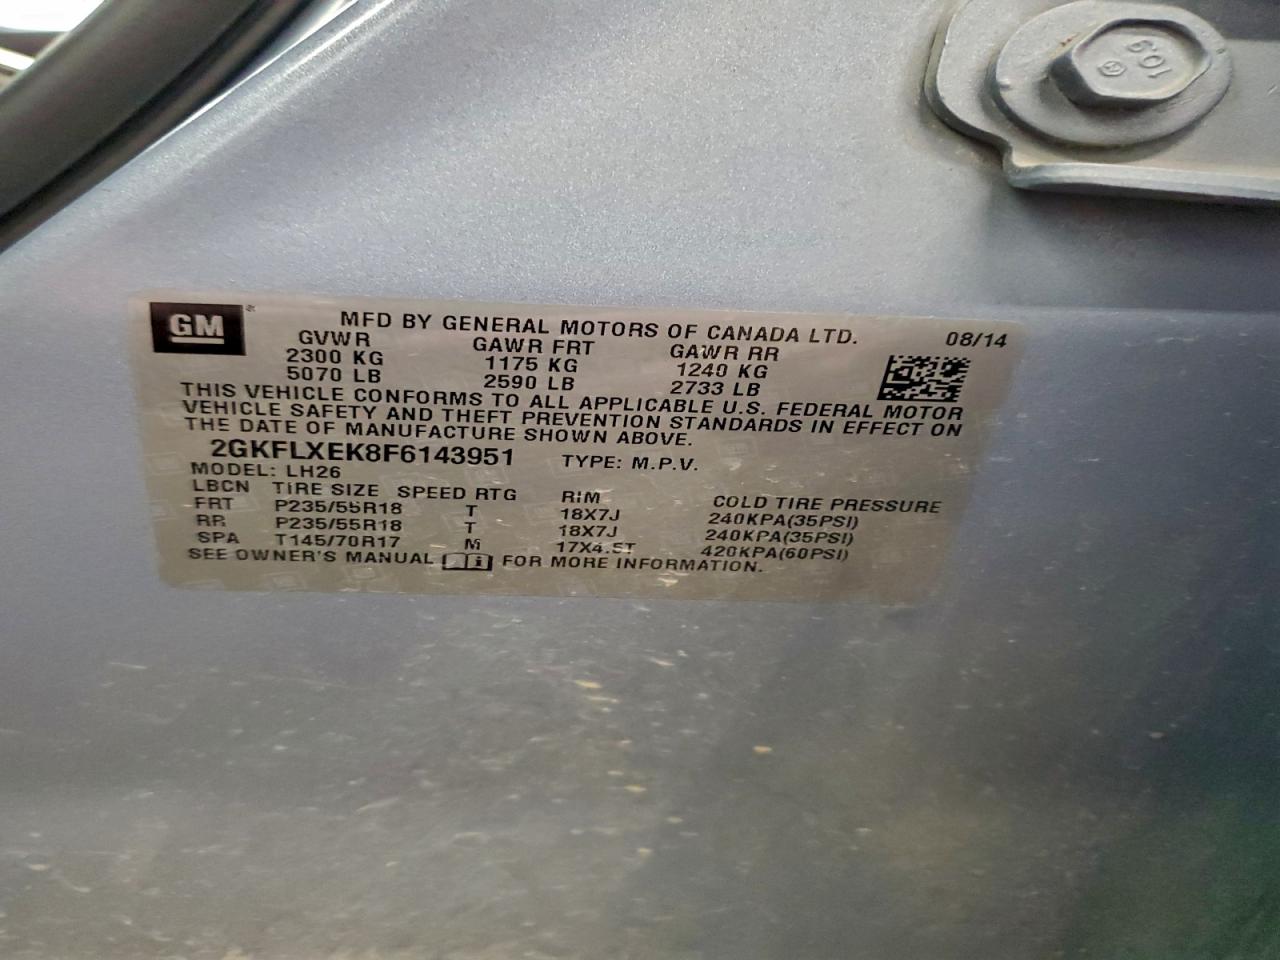 10.9
GM MFD BY GENERAL MOTORS OF CANADA LTD. 08/14
GVWR GAWR FRT GAWR RR
2300 KG 1175 KG 1240 KG
5070 LB 2590 LB 2733 LB
THIS VEHICLE CONFORMS TO ALL APPLICABLE U.S. FEDERAL MOTOR
VEHICLE SAFETY AND THEFT PREVENTION STANDARDS IN EFFECT ON
THE DATE OF MANUFACTURE SHOWN ABOVE.
2GKFLXEK8F6143951 TYPE: M.P.V.
MODEL: LH26
LBCN TIRE SIZE SPEED RTG RIM COLD TIRE PRESSURE
FRT P235/55R18 T 18X7J 240KPA(35PSI)
RR P235/55R18 T 18X7J 240KPA(35PSI)
SPA T145/70R17 M 17X4.5T 420KPA(60PSI)
SEE OWNER'S MANUAL i FOR MORE INFORMATION.